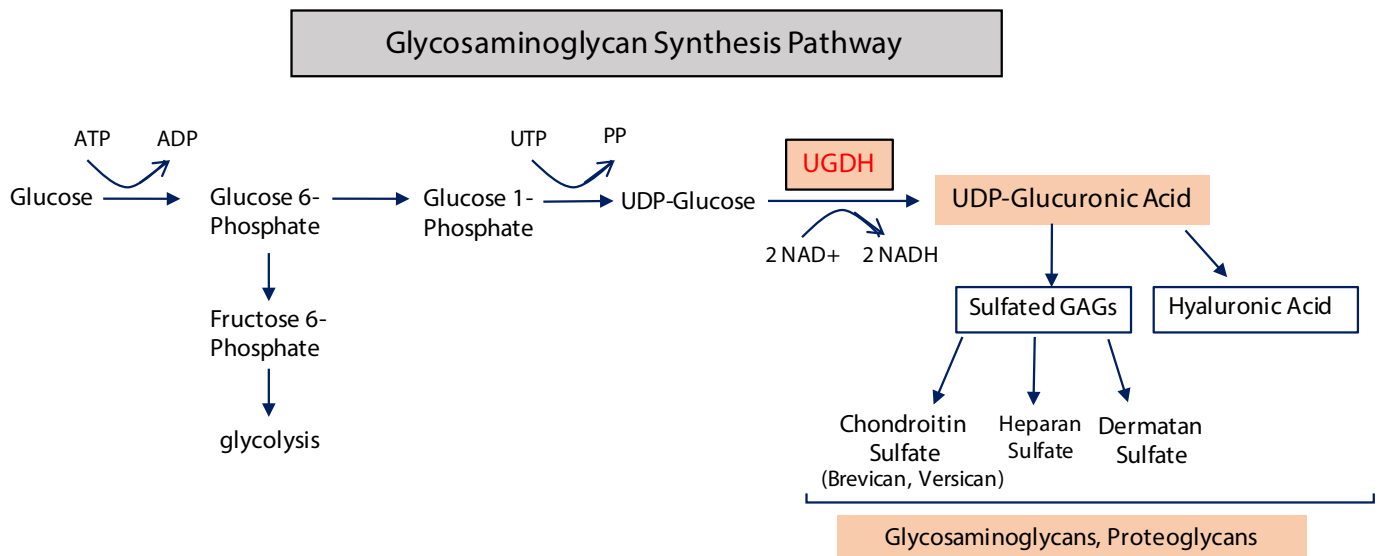 Glycosaminoglycan Synthesis Pathway
ATP
ADP
UTP
PP
UGDH
Glucose
Glucose 6-
Phosphate
Glucose 1-
Phosphate
UDP-Glucose
UDP-Glucuronic Acid
2 NAD+
2 NADH
Fructose 6-
Phosphate
glycolysis
Sulfated GAGs
Hyaluronic Acid
Chondroitin
Sulfate
(Brevican, Versican)
Heparan
Sulfate
Dermatan
Sulfate
Glycosaminoglycans, Proteoglycans